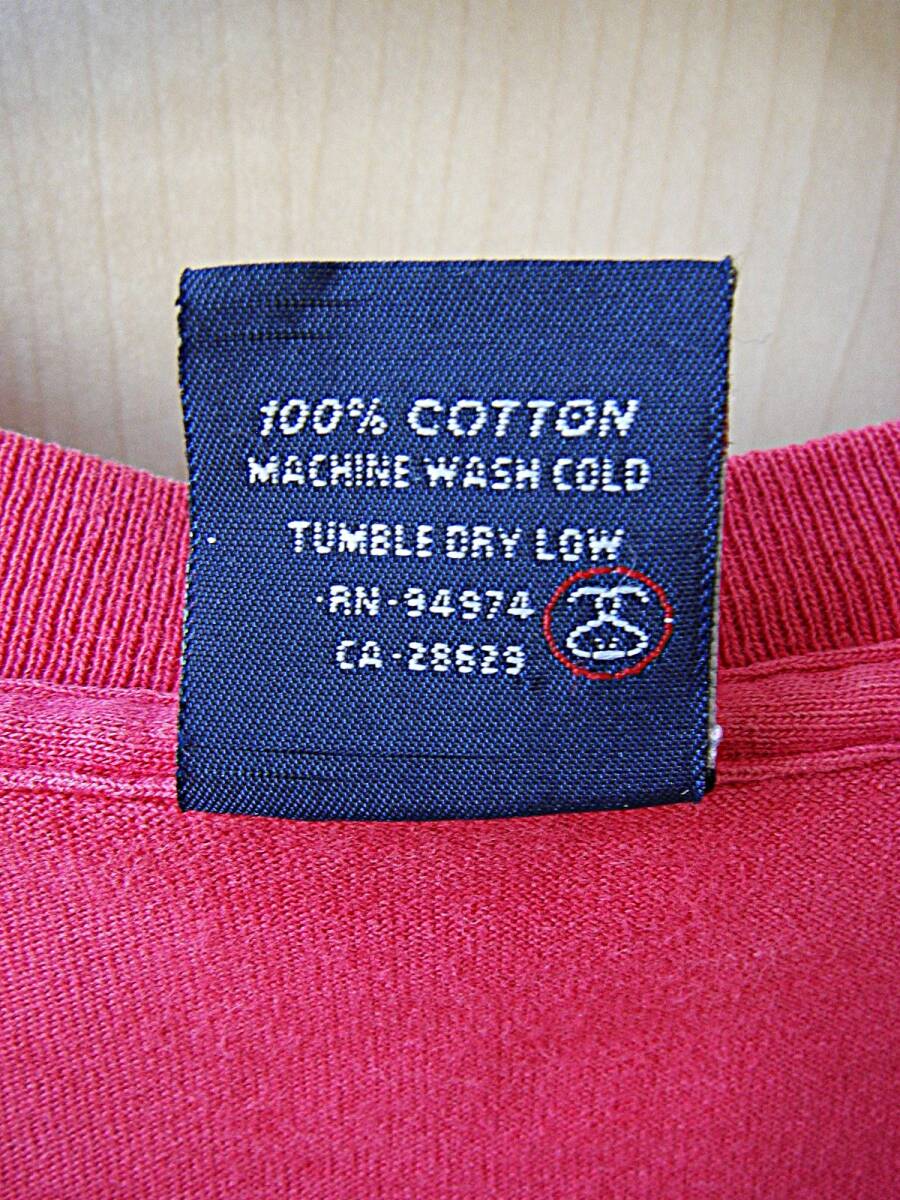 100% COTTON
MACHINE WASH COLD
TUMBLE DRY LOW
·RN-94974
CA-28629